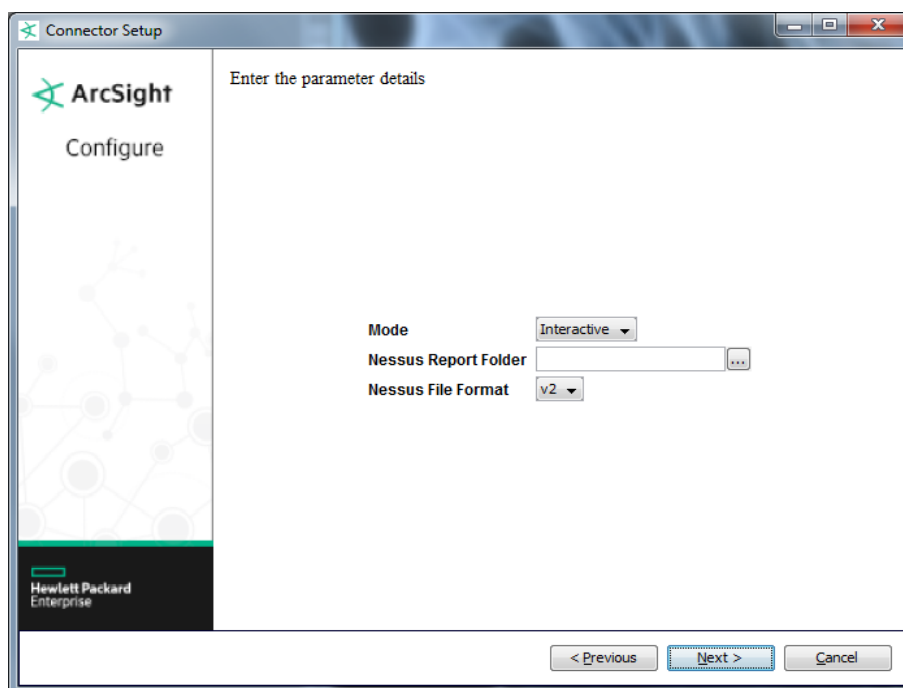 Connector Setup
ArcSight
Configure
Enter the parameter details
Mode
Interactive
Nessus Report Folder
...
Nessus File Format
v2
Hewlett Packard
Enterprise
< Previous
Next >
Cancel